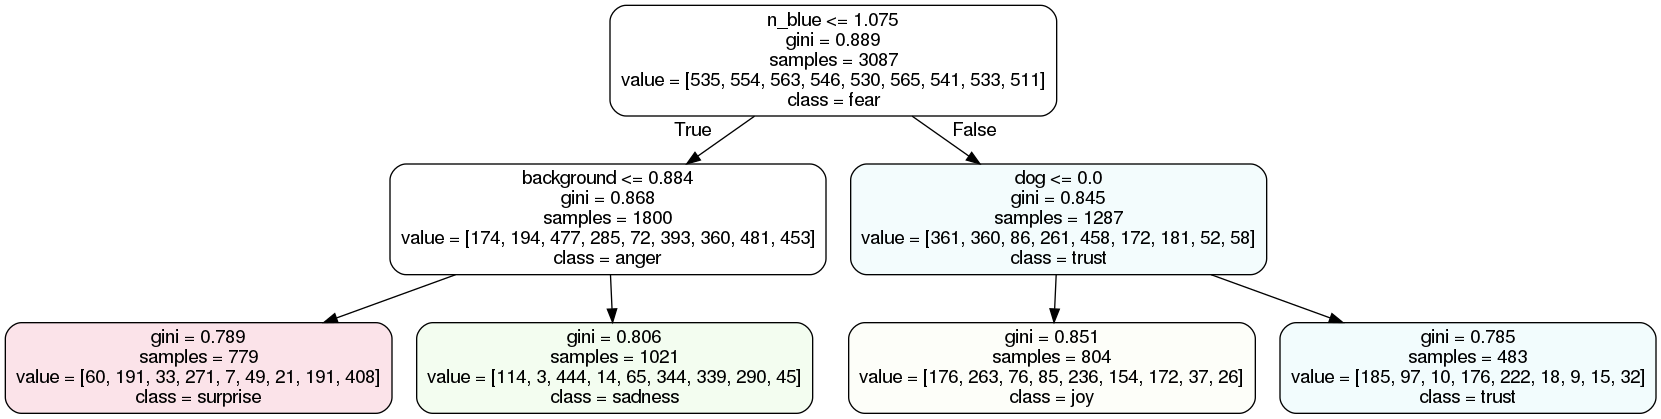 n_blue <= 1.075
gini = 0.889
samples = 3087
value = [535, 554, 563, 546, 530, 565, 541, 533, 511]
class = fear
True
False
background <= 0.884
gini = 0.868
samples = 1800
value = [174, 194, 477, 285, 72, 393, 360, 481, 453]
class = anger
dog <= 0.0
gini = 0.845
samples = 1287
value = [361, 360, 86, 261, 458, 172, 181, 52, 58]
class = trust
gini = 0.789
samples = 779
value = [60, 191, 33, 271, 7, 49, 21, 191, 408]
class = surprise
gini = 0.806
samples = 1021
value = [114, 3, 444, 14, 65, 344, 339, 290, 45]
class = sadness
gini = 0.851
samples = 804
value = [176, 263, 76, 85, 236, 154, 172, 37, 26]
class = joy
gini = 0.785
samples = 483
value = [185, 97, 10, 176, 222, 18, 9, 15, 32]
class = trust